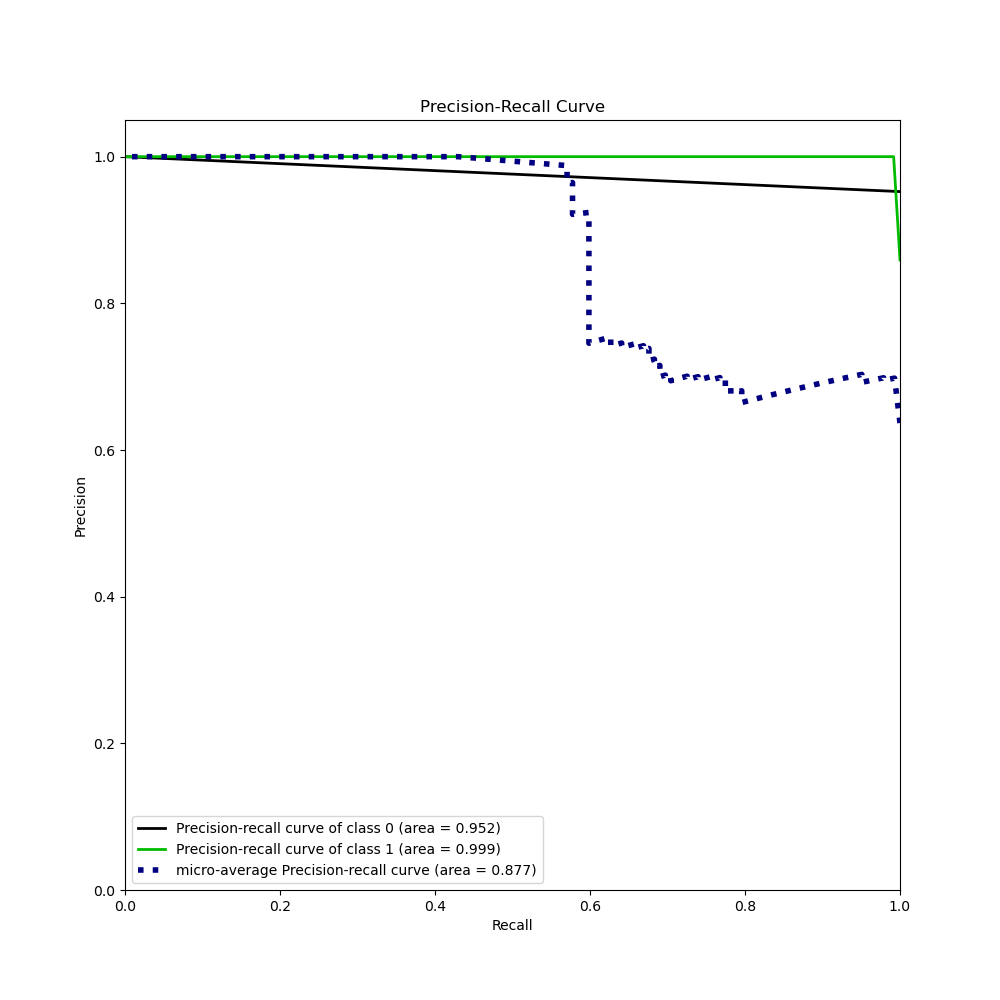 Precision-Recall Curve
1.0
0.8
0.6
0.4
0.2
0.0
Precision
Precision-recall curve of class 0 (area = 0.952)
Precision-recall curve of class 1 (area = 0.999)
micro-average Precision-recall curve (area = 0.877)
0.0 0.2 0.4 0.6 0.8 1.0
Recall